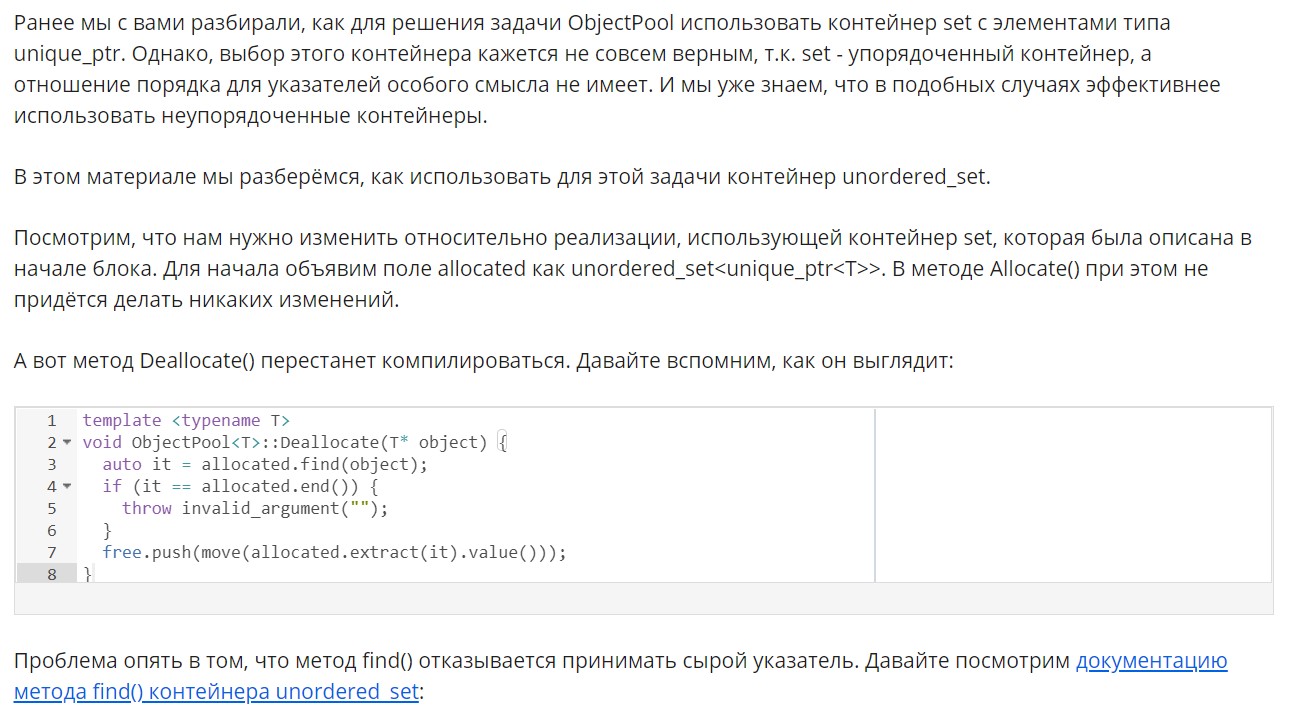 Ранее мы с вами разбирали, как для решения задачи ObjectPool использовать контейнер set с элементами типа
unique_ptr. Однако, выбор этого контейнера кажется не совсем верным, т.к. set - упорядоченный контейнер, а
отношение порядка для указателей особого смысла не имеет. И мы уже знаем, что в подобных случаях эффективнее
использовать неупорядоченные контейнеры.
В этом материале мы разберёмся, как использовать для этой задачи контейнер unordered_set.
Посмотрим, что нам нужно изменить относительно реализации, использующей контейнер set, которая была описана в
начале блока. Для начала объявим поле allocated как unordered_set<unique_ptr<T>>. В методе Allocate() при этом не
придётся делать никаких изменений.
А вот метод Deallocate() перестанет компилироваться. Давайте вспомним, как он выглядит:
1 template <typename T>
2 void ObjectPool<T>::Deallocate(T* object) {
3   auto it = allocated.find(object);
4   if (it == allocated.end()) {
5     throw invalid_argument("");
6   }
7   free.push(move(allocated.extract(it).value()));
8 }
Проблема опять в том, что метод find() отказывается принимать сырой указатель. Давайте посмотрим документацию
метода find() контейнера unordered_set: